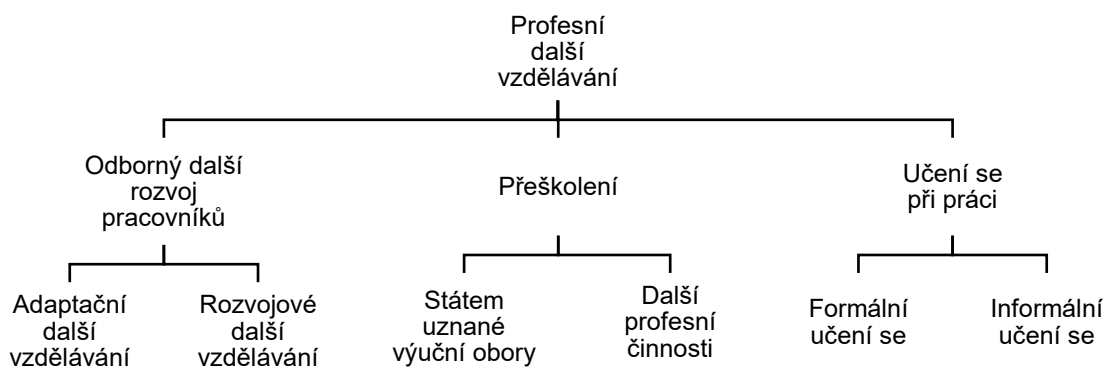 Profesní
další
vzdělávání
Odborný další
rozvoj
pracovníků
Přeškolení
Učení se
při práci
Adaptační
další
vzdělávání
Rozvojové
další
vzdělávání
Státem
uznané
výuční obory
Další
profesní
činnosti
Formální
učení se
Informální
učení se